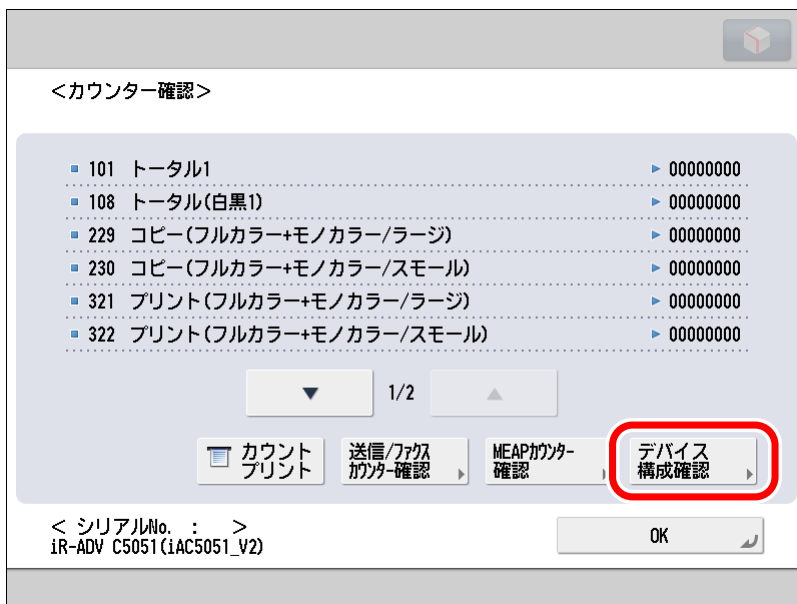 <カウンター確認>
101 トータル1 00000000
108 トータル(白黒1) 00000000
229 コピー(フルカラー+モノカラー/ラージ) 00000000
230 コピー(フルカラー+モノカラー/スモール) 00000000
321 プリント(フルカラー+モノカラー/ラージ) 00000000
322 プリント(フルカラー+モノカラー/スモール) 00000000
1/2
カウント
プリント
送信/ファクス
カウンター確認
MEAPカウンター
確認
デバイス
構成確認
< シリアルNo. : >
iR-ADV C5051(iAC5051_V2)
OK